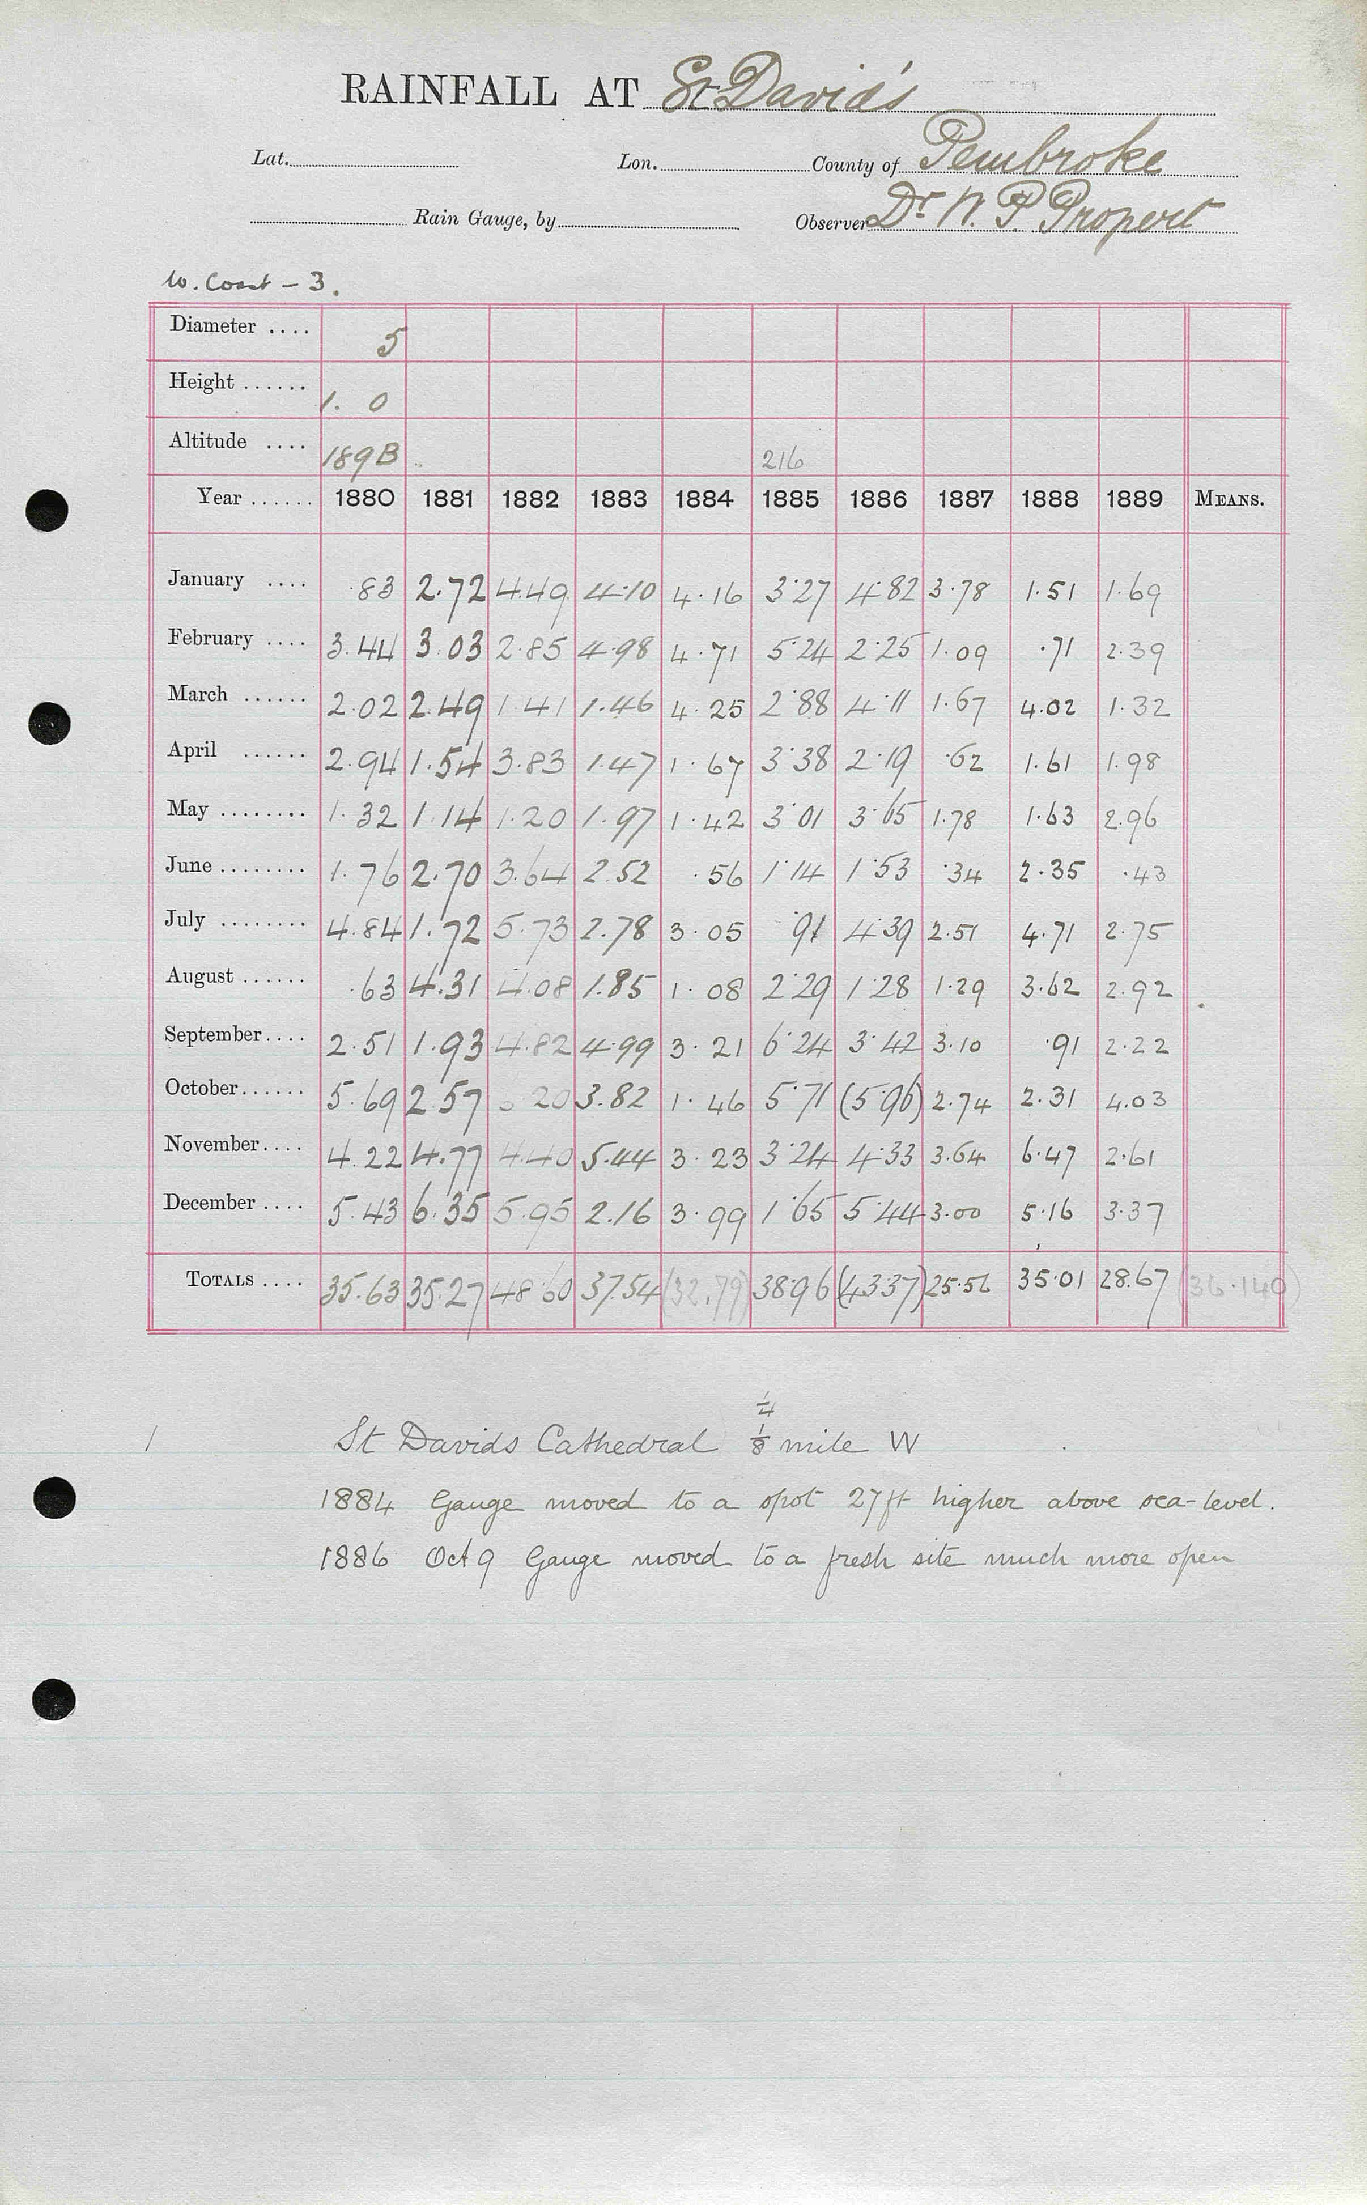 RAINFALL AT St David's
Lat. Lon. County of Pembroke
Rain Gauge, by Observer Dr W. P. Propert
W. Coast - 3.
Diameter .... 5
Height ...... 1. 0
Altitude .... 189B 216
Year ...... 1880 1881 1882 1883 1884 1885 1886 1887 1888 1889 MEANS.
January .... .83 2.72 4.49 4.10 4.16 3.27 4.82 3.78 1.51 1.69
February .... 3.44 3.03 2.85 4.98 4.71 5.24 2.25 1.09 .71 2.39
March ...... 2.02 2.49 1.41 1.46 4.25 2.88 4.11 1.67 4.02 1.32
April ...... 2.94 1.54 3.83 1.47 1.67 3.38 2.19 .62 1.61 1.98
May ........ 1.32 1.14 1.20 1.97 1.42 3.01 3.65 1.78 1.63 2.96
June ........ 1.76 2.70 3.64 2.52 .56 1.14 1.53 .34 2.35 .43
July ........ 4.84 1.72 5.73 2.78 3.05 .91 4.39 2.51 4.71 2.75
August ...... .63 4.31 4.08 1.85 1.08 2.29 1.28 1.29 3.62 2.92
September.... 2.51 1.93 4.82 4.99 3.21 6.24 3.42 3.10 .91 2.22
October...... 5.69 2.57 6.20 3.82 1.46 5.71 (5.96) 2.74 2.31 4.03
November.... 4.22 4.77 4.40 5.44 3.23 3.24 4.33 3.64 6.47 2.61
December .... 5.43 6.35 5.95 2.16 3.99 1.65 5.44 3.00 5.16 3.37
TOTALS .... 35.63 35.27 48.60 37.54 (32.79) 38.96 (43.37) 25.56 35.01 28.67 (36.140)
1/4
1 St Davids Cathedral 1/8 mile W
1884 Gauge moved to a spot 27ft higher above sea-level.
1886 Oct 9 Gauge moved to a fresh site much more open